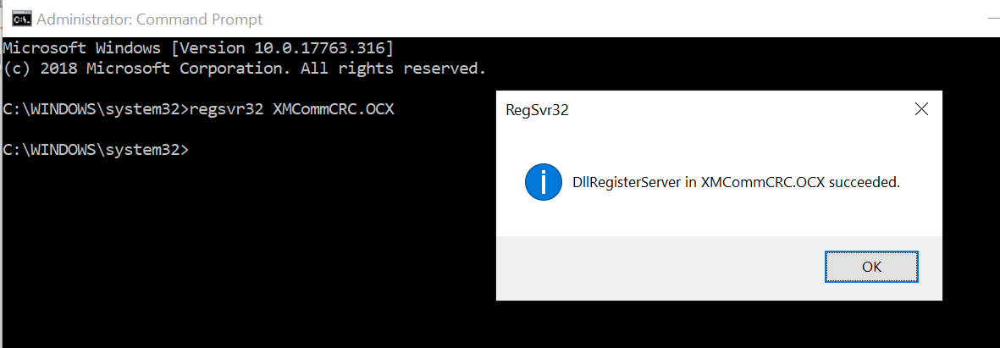 Administrator: Command Prompt
Microsoft Windows [Version 10.0.17763.316]
(c) 2018 Microsoft Corporation. All rights reserved.
C:\WINDOWS\system32>regsvr32 XMCommCRC.OCX
C:\WINDOWS\system32>
RegSvr32
DllRegisterServer in XMCommCRC.OCX succeeded.
OK